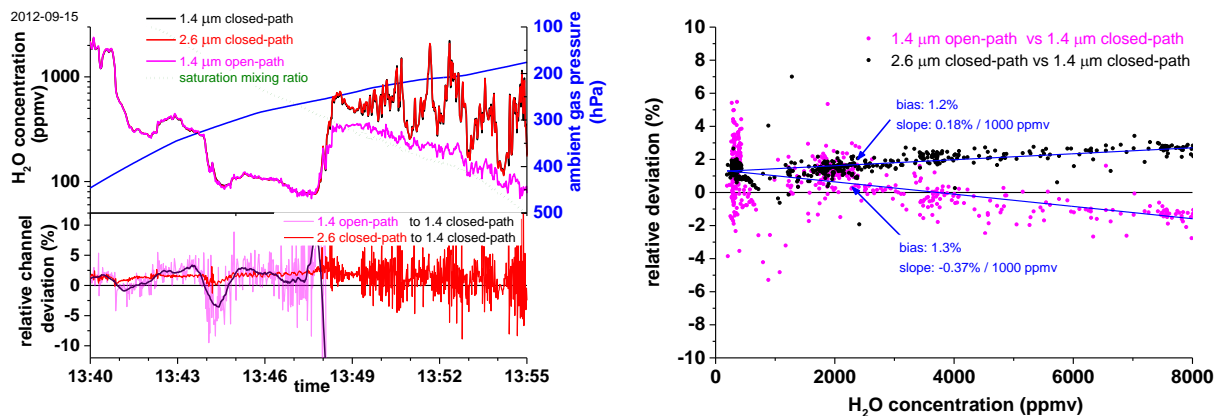 2012-09-15
1.4 μm closed-path
2.6 μm closed-path
1.4 μm open-path
saturation mixing ratio
H2O concentration
(ppmv)
1000
100
100
200
300
400
500
ambient gas pressure
(hPa)
1.4 open-path to 1.4 closed-path
2.6 closed-path to 1.4 closed-path
relative channel
deviation (%)
10
5
0
-5
-10
13:40
13:43
13:46
13:49
13:52
13:55
time
1.4 μm open-path vs 1.4 μm closed-path
2.6 μm closed-path vs 1.4 μm closed-path
bias: 1.2%
slope: 0.18% / 1000 ppmv
bias: 1.3%
slope: -0.37% / 1000 ppmv
relative deviation (%)
10
8
6
4
2
0
-2
-4
-6
-8
-10
0
2000
4000
6000
8000
H2O concentration (ppmv)